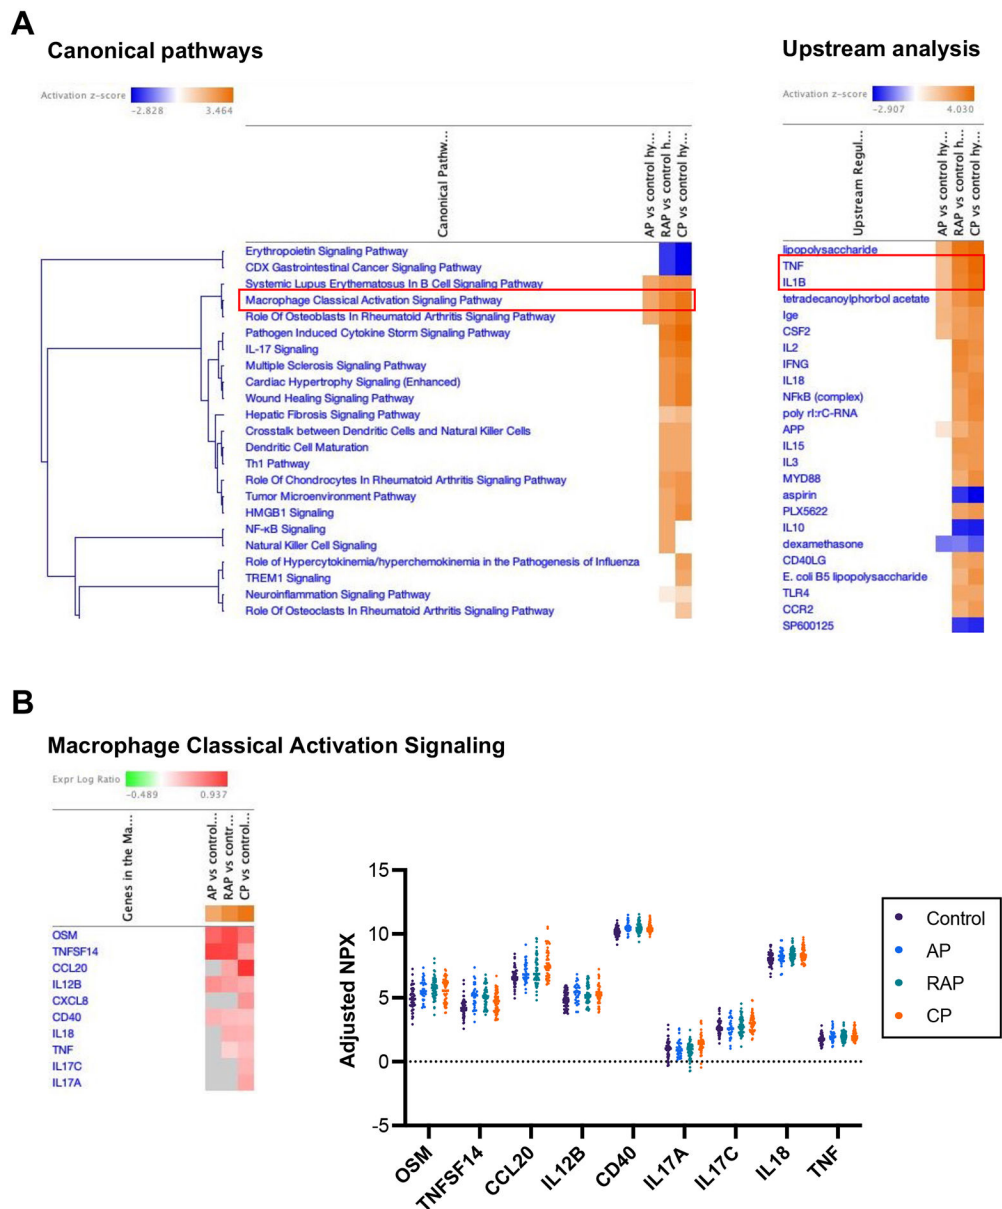 A
Canonical pathways
Upstream analysis
Activation z-score
-2.828 3.464
Activation z-score
-2.907 4.030
Canonical Pathw...
AP vs control hy...
RAP vs control h...
CP vs control hy...
Upstream Regul...
AP vs control hy...
RAP vs control h...
CP vs control hy...
Erythropoietin Signaling Pathway
CDX Gastrointestinal Cancer Signaling Pathway
Systemic Lupus Erythematosus In B Cell Signaling Pathway
Macrophage Classical Activation Signaling Pathway
Role Of Osteoblasts In Rheumatoid Arthritis Signaling Pathway
Pathogen Induced Cytokine Storm Signaling Pathway
IL-17 Signaling
Multiple Sclerosis Signaling Pathway
Cardiac Hypertrophy Signaling (Enhanced)
Wound Healing Signaling Pathway
Hepatic Fibrosis Signaling Pathway
Crosstalk between Dendritic Cells and Natural Killer Cells
Dendritic Cell Maturation
Th1 Pathway
Role Of Chondrocytes In Rheumatoid Arthritis Signaling Pathway
Tumor Microenvironment Pathway
HMGB1 Signaling
NF-κB Signaling
Natural Killer Cell Signaling
Role of Hypercytokinemia/hyperchemokinemia in the Pathogenesis of Influenza
TREM1 Signaling
Neuroinflammation Signaling Pathway
Role Of Osteoclasts In Rheumatoid Arthritis Signaling Pathway
lipopolysaccharide
TNF
IL1B
tetradecanoylphorbol acetate
Ige
CSF2
IL2
IFNG
IL18
NFkB (complex)
poly rI:rC-RNA
APP
IL15
IL3
MYD88
aspirin
PLX5622
IL10
dexamethasone
CD40LG
E. coli B5 lipopolysaccharide
TLR4
CCR2
SP600125
B
Macrophage Classical Activation Signaling
Expr Log Ratio
-0.489 0.937
Genes in the Ma...
AP vs control...
RAP vs contr...
CP vs control...
OSM
TNFSF14
CCL20
IL12B
CXCL8
CD40
IL18
TNF
IL17C
IL17A
Adjusted NPX
15
10
5
0
-5
OSM
TNFSF14
CCL20
IL12B
CD40
IL17A
IL17C
IL18
TNF
Control
AP
RAP
CP